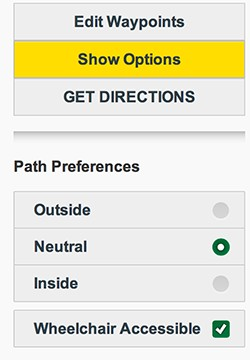 Edit Waypoints
Show Options
GET DIRECTIONS
Path Preferences
Outside
Neutral
Inside
Wheelchair Accessible